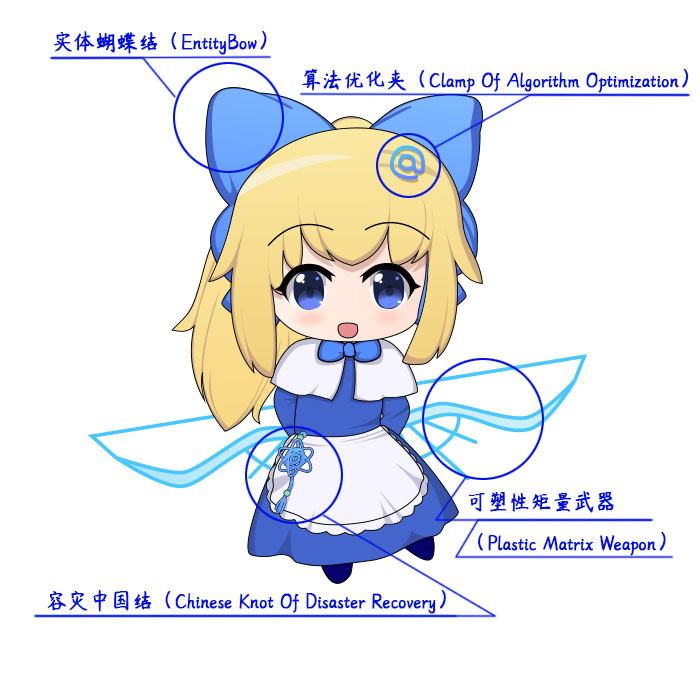 实体蝴蝶结（EntityBow）
算法优化夹（Clamp Of Algorithm Optimization）
@
可塑性矩量武器
（Plastic Matrix Weapon）
容灾中国结（Chinese Knot Of Disaster Recovery）